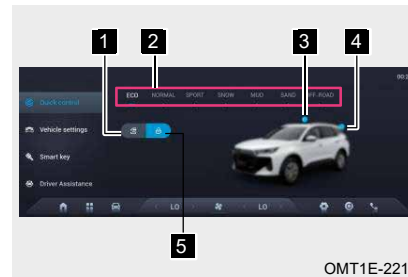 1 2 3 4
00:
ECO NORMAL SPORT SNOW MUD SAND OFF-ROAD
Quick control
Vehicle settings
Smart key
Driver Assistance
LO LO
5
OMT1E-221